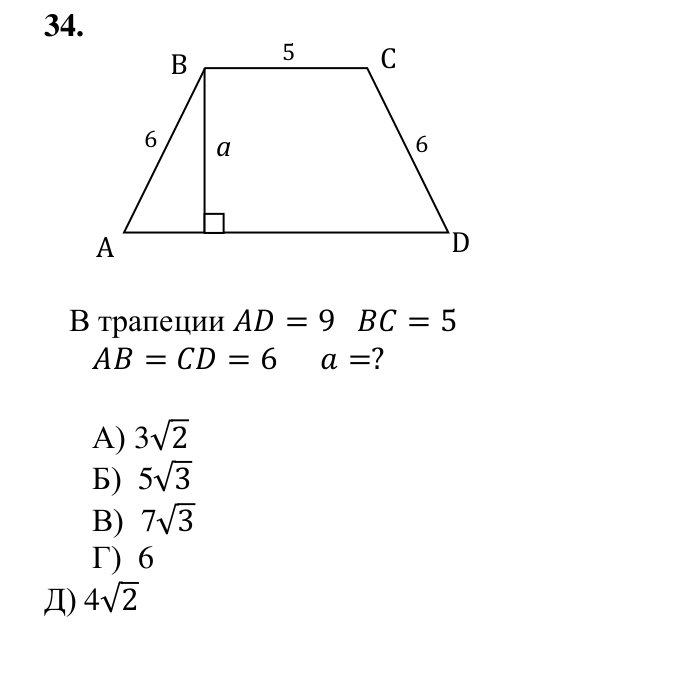 34.
B 5 C
6 a 6
A D
В трапеции AD = 9 BC = 5
AB = CD = 6 a =?
А) 3√2
Б) 5√3
В) 7√3
Г) 6
Д) 4√2